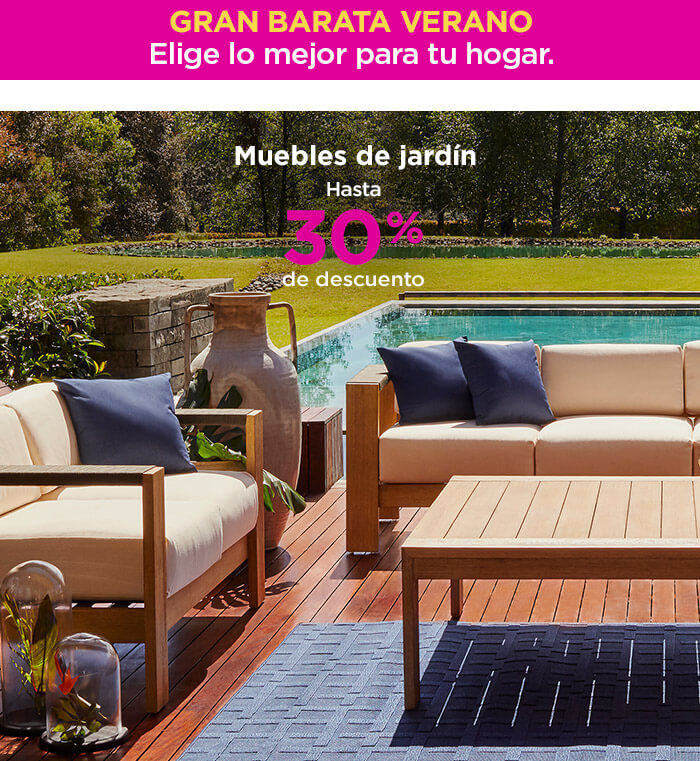 GRAN BARATA VERANO
Elige lo mejor para tu hogar.
Muebles de jardín
Hasta
30%
de descuento